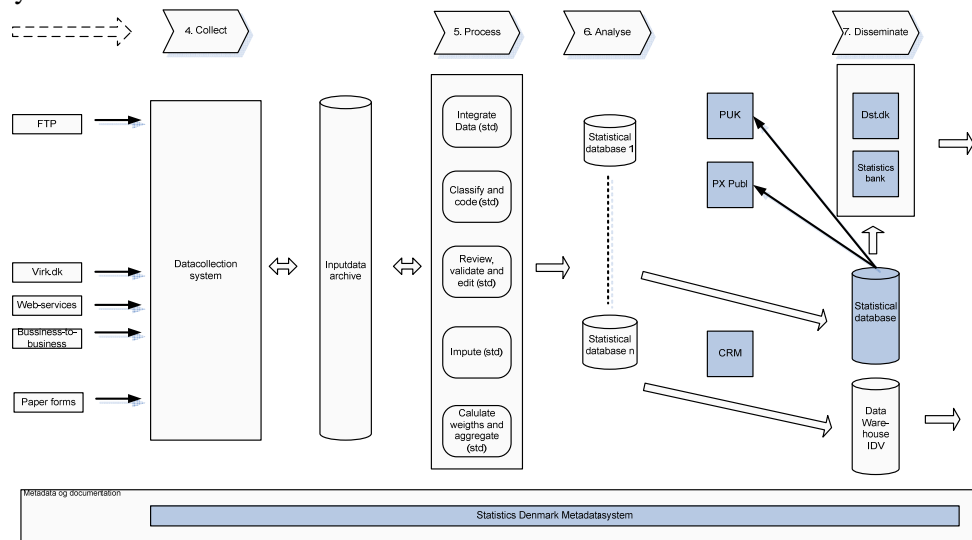 y
4. Collect
5. Process
6. Analyse
7. Disseminate
FTP
Virk.dk
Web-services
Bussiness-to-
business
Paper forms
Datacollection
system
Inputdata
archive
Integrate
Data (std)
Classify and
code (std)
Review,
validate and
edit (std)
Impute (std)
Calulate
weigths and
aggregate
(std)
Statistical
database 1
Statistical
database n
PUK
PX Publ
CRM
Dst.dk
Statistics
bank
Statistical
database
Data
Ware-
house
IDV
Metadata og documentation
Statistics Denmark Metadatasystem